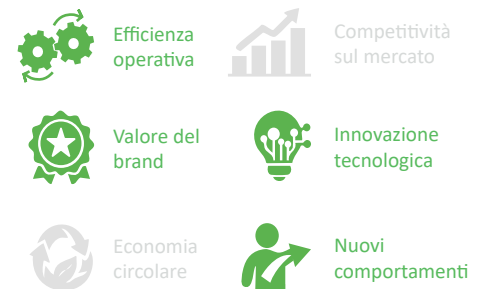 Efficienza
operativa
Competitività
sul mercato
Valore del
brand
Innovazione
tecnologica
Economia
circolare
Nuovi
comportamenti